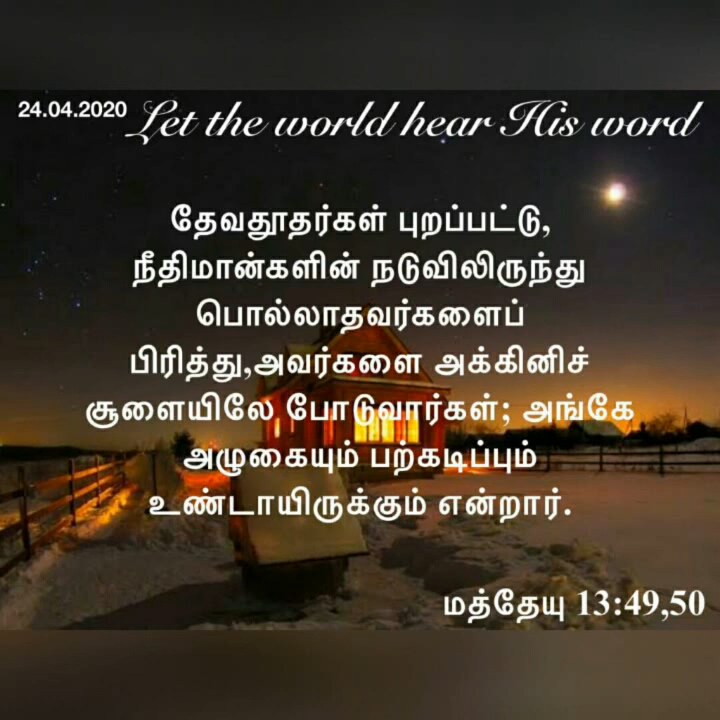 24.04.2020 Let the world hear His word
தேவதூதர்கள் புறப்பட்டு,
நீதிமான்களின் நடுவிலிருந்து
பொல்லாதவர்களைப்
பிரித்து,அவர்களை அக்கினிச்
சூளையிலே போடுவார்கள்; அங்கே
அழுகையும் பற்கடிப்பும்
உண்டாயிருக்கும் என்றார்.
மத்தேயு 13:49,50